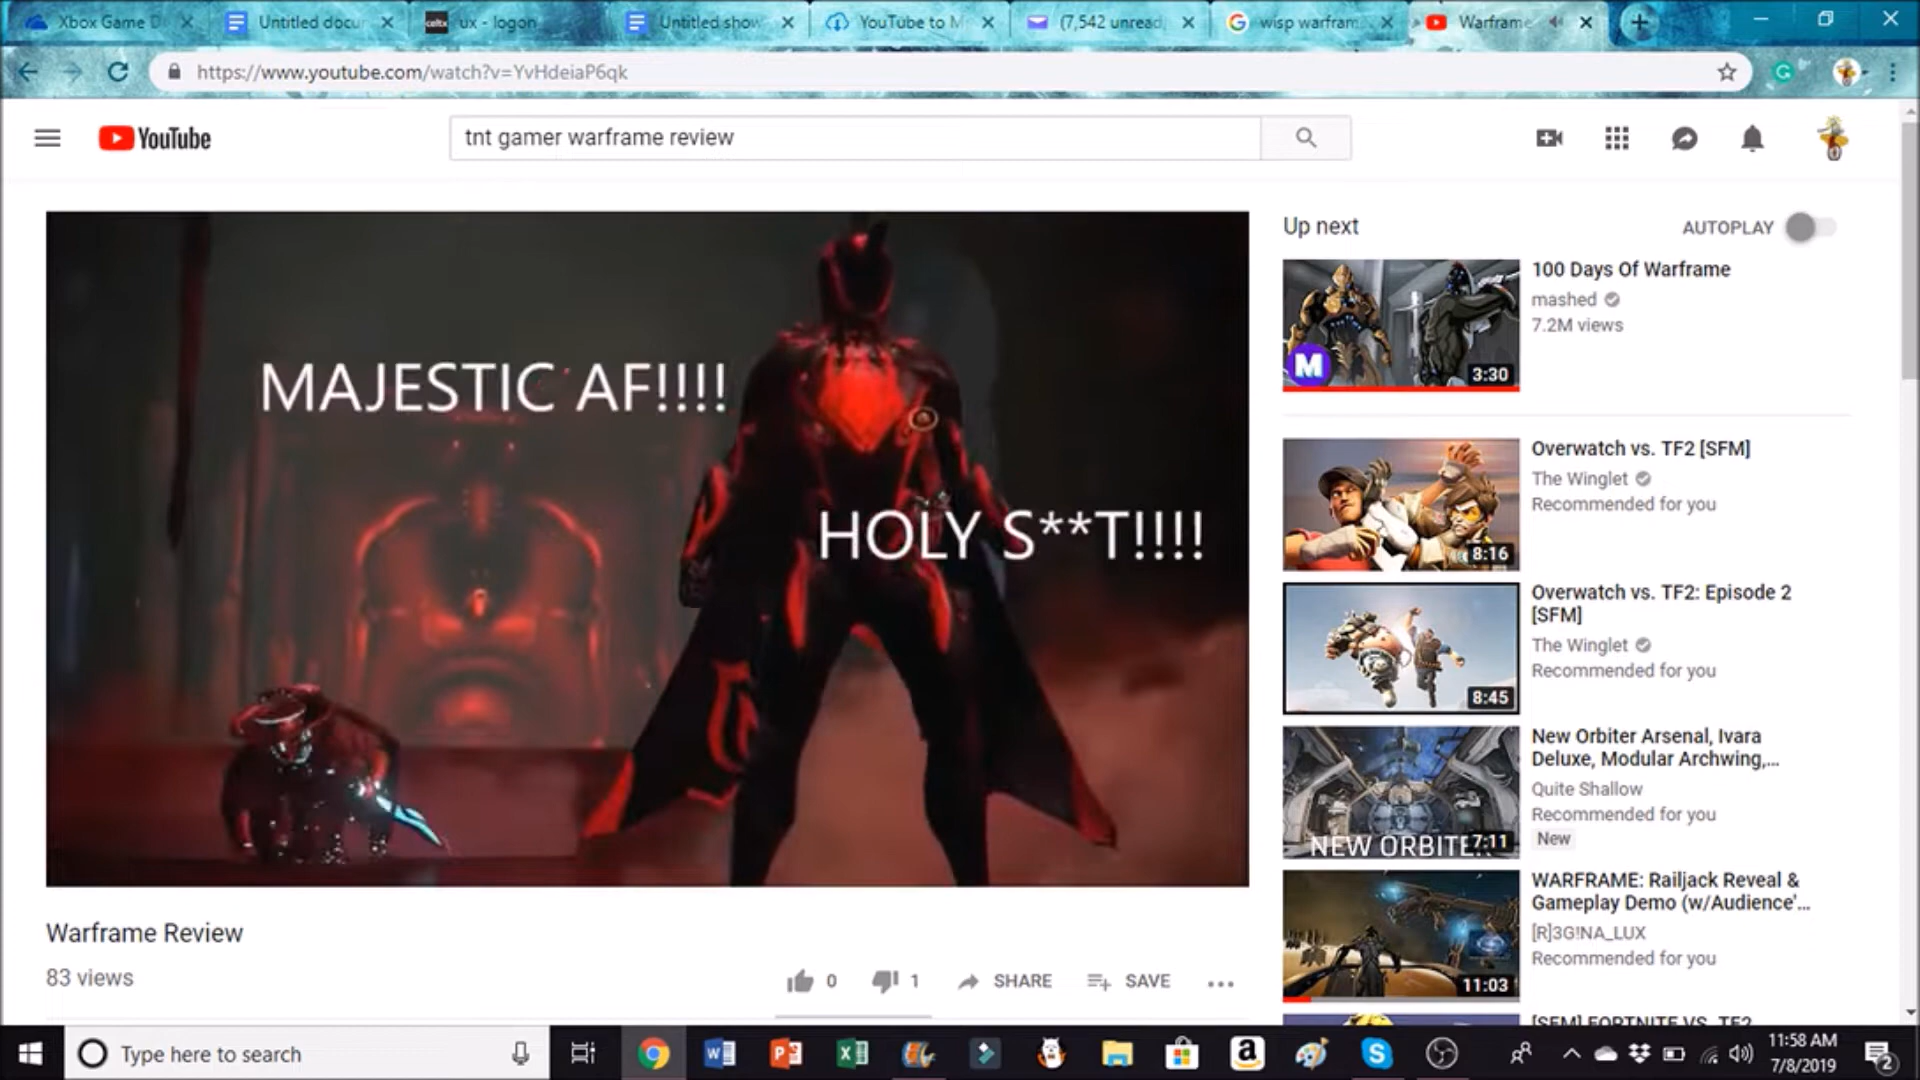 Xbox Game D
Untitled docu
celtx
ux - logon
Untitled show
YouTube to M
(7,542 unread,
wisp warfram
Warframe
https://www.youtube.com/watch?v=YvHdeiaP6qk
YouTube
tnt gamer warframe review
MAJESTIC AF!!!!
HOLY S**T!!!!
Warframe Review
83 views
0
1
SHARE
SAVE
Up next
AUTOPLAY
M
3:30
100 Days Of Warframe
mashed
7.2M views
8:16
Overwatch vs. TF2 [SFM]
The Winglet
Recommended for you
8:45
Overwatch vs. TF2: Episode 2
[SFM]
The Winglet
Recommended for you
NEW ORBITE
7:11
New Orbiter Arsenal, Ivara
Deluxe, Modular Archwing,...
Quite Shallow
Recommended for you
New
11:03
WARFRAME: Railjack Reveal &
Gameplay Demo (w/Audience'...
[R]3G!NA_LUX
Recommended for you
[SFM] FORTNITE VS. TF2
Type here to search
11:58 AM
7/8/2019
2